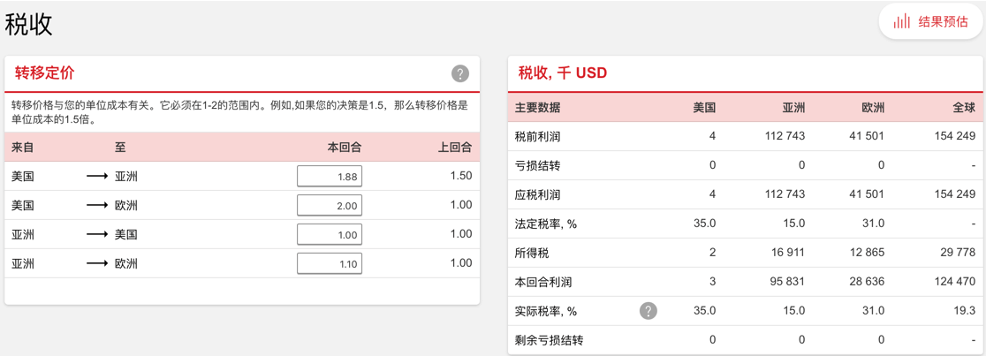 税收
结果预估
转移定价
?
转移价格与您的单位成本有关。它必须在1-2的范围内。例如,如果您的决策是1.5，那么转移价格是
单位成本的1.5倍。
来自 至 本回合 上回合
美国 → 亚洲 1.88 1.50
美国 → 欧洲 2.00 1.00
亚洲 → 美国 1.00 1.00
亚洲 → 欧洲 1.10 1.00
税收, 千 USD
主要数据 美国 亚洲 欧洲 全球
税前利润 4 112 743 41 501 154 249
亏损结转 0 0 0 -
应税利润 4 112 743 41 501 154 249
法定税率, % 35.0 15.0 31.0 -
所得税 2 16 911 12 865 29 778
本回合利润 3 95 831 28 636 124 470
实际税率, % ? 35.0 15.0 31.0 19.3
剩余亏损结转 0 0 0 -